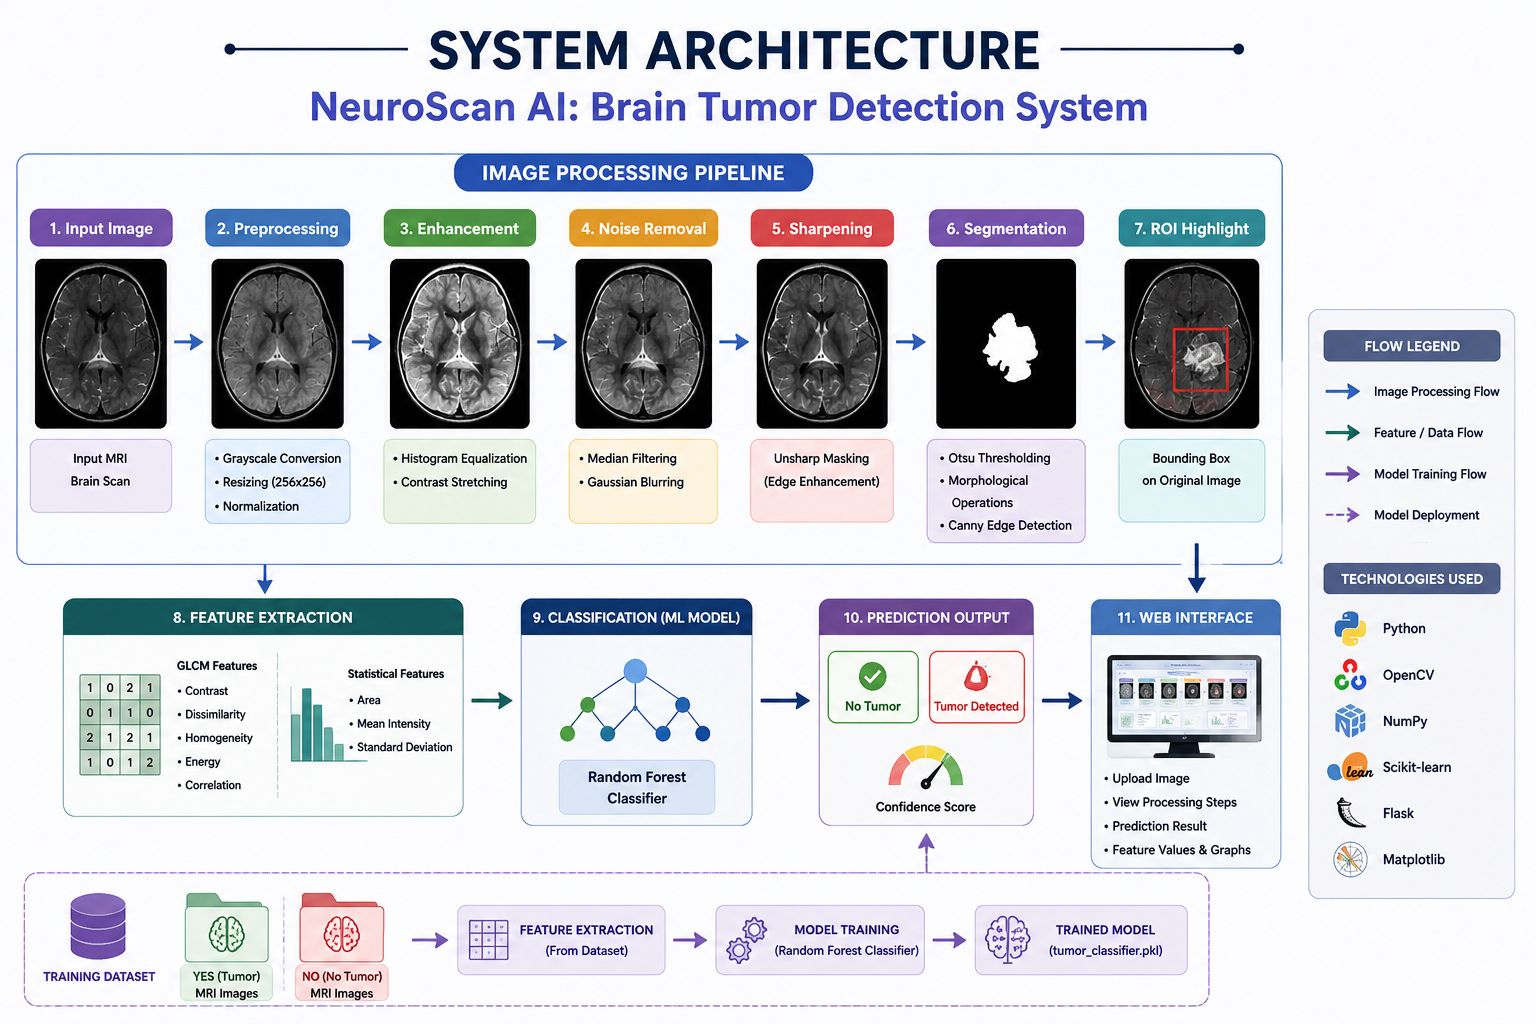 SYSTEM ARCHITECTURE
NeuroScan AI: Brain Tumor Detection System
IMAGE PROCESSING PIPELINE
1. Input Image
2. Preprocessing
3. Enhancement
4. Noise Removal
5. Sharpening
6. Segmentation
7. ROI Highlight
Input MRI
Brain Scan
• Grayscale Conversion
• Resizing (256x256)
• Normalization
• Histogram Equalization
• Contrast Stretching
• Median Filtering
• Gaussian Blurring
Unsharp Masking
(Edge Enhancement)
• Otsu Thresholding
• Morphological
Operations
• Canny Edge Detection
Bounding Box
on Original Image
8. FEATURE EXTRACTION
1 0 2 1
0 1 1 0
2 1 2 1
1 0 1 2
GLCM Features
• Contrast
• Dissimilarity
• Homogeneity
• Energy
• Correlation
Statistical Features
• Area
• Mean Intensity
• Standard Deviation
9. CLASSIFICATION (ML MODEL)
Random Forest
Classifier
10. PREDICTION OUTPUT
No Tumor
Tumor Detected
Confidence Score
11. WEB INTERFACE
• Upload Image
• View Processing Steps
• Prediction Result
• Feature Values & Graphs
TRAINING DATASET
YES (Tumor)
MRI Images
NO (No Tumor)
MRI Images
FEATURE EXTRACTION
(From Dataset)
MODEL TRAINING
(Random Forest Classifier)
TRAINED MODEL
(tumor_classifier.pkl)
FLOW LEGEND
Image Processing Flow
Feature / Data Flow
Model Training Flow
Model Deployment
TECHNOLOGIES USED
Python
OpenCV
NumPy
learn
Scikit-learn
Flask
Matplotlib